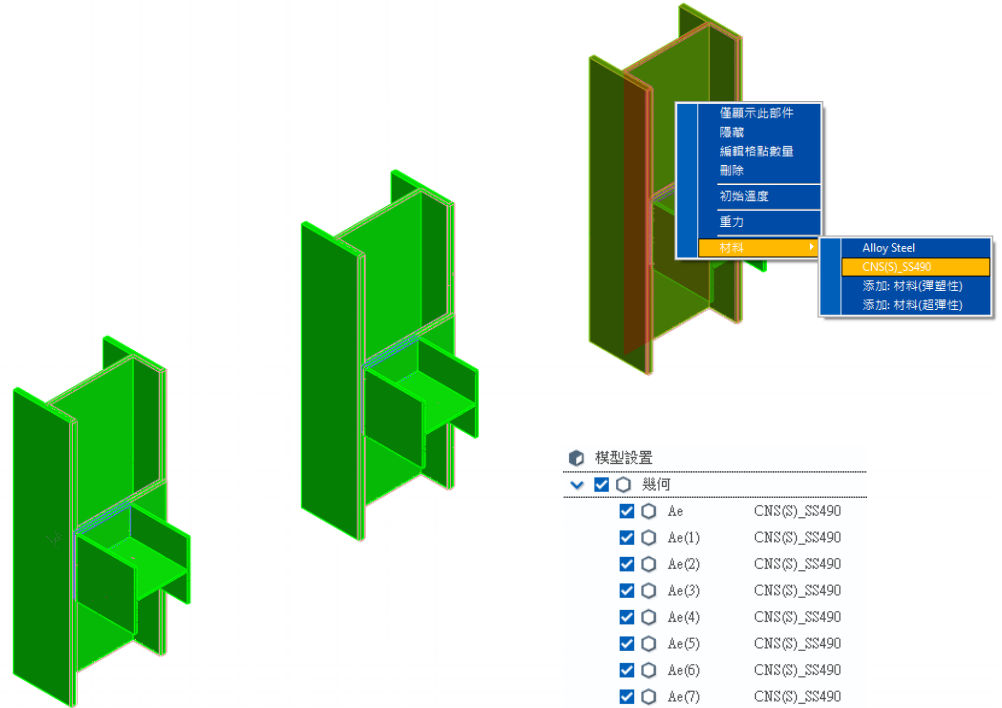 僅顯示此部件
隱藏
編輯格點數量
刪除
初始溫度
重力
材料
Alloy Steel
CNS(S)_SS490
添加: 材料(彈塑性)
添加: 材料(超彈性)
模型設置
幾何
Ae CNS(S)_SS490
Ae(1) CNS(S)_SS490
Ae(2) CNS(S)_SS490
Ae(3) CNS(S)_SS490
Ae(4) CNS(S)_SS490
Ae(5) CNS(S)_SS490
Ae(6) CNS(S)_SS490
Ae(7) CNS(S)_SS490